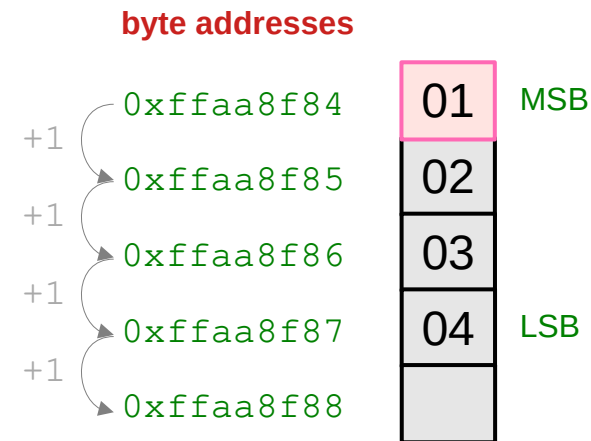 byte addresses
0xffaa8f84 01 MSB
+1
0xffaa8f85 02
+1
0xffaa8f86 03
+1
0xffaa8f87 04 LSB
+1
0xffaa8f88